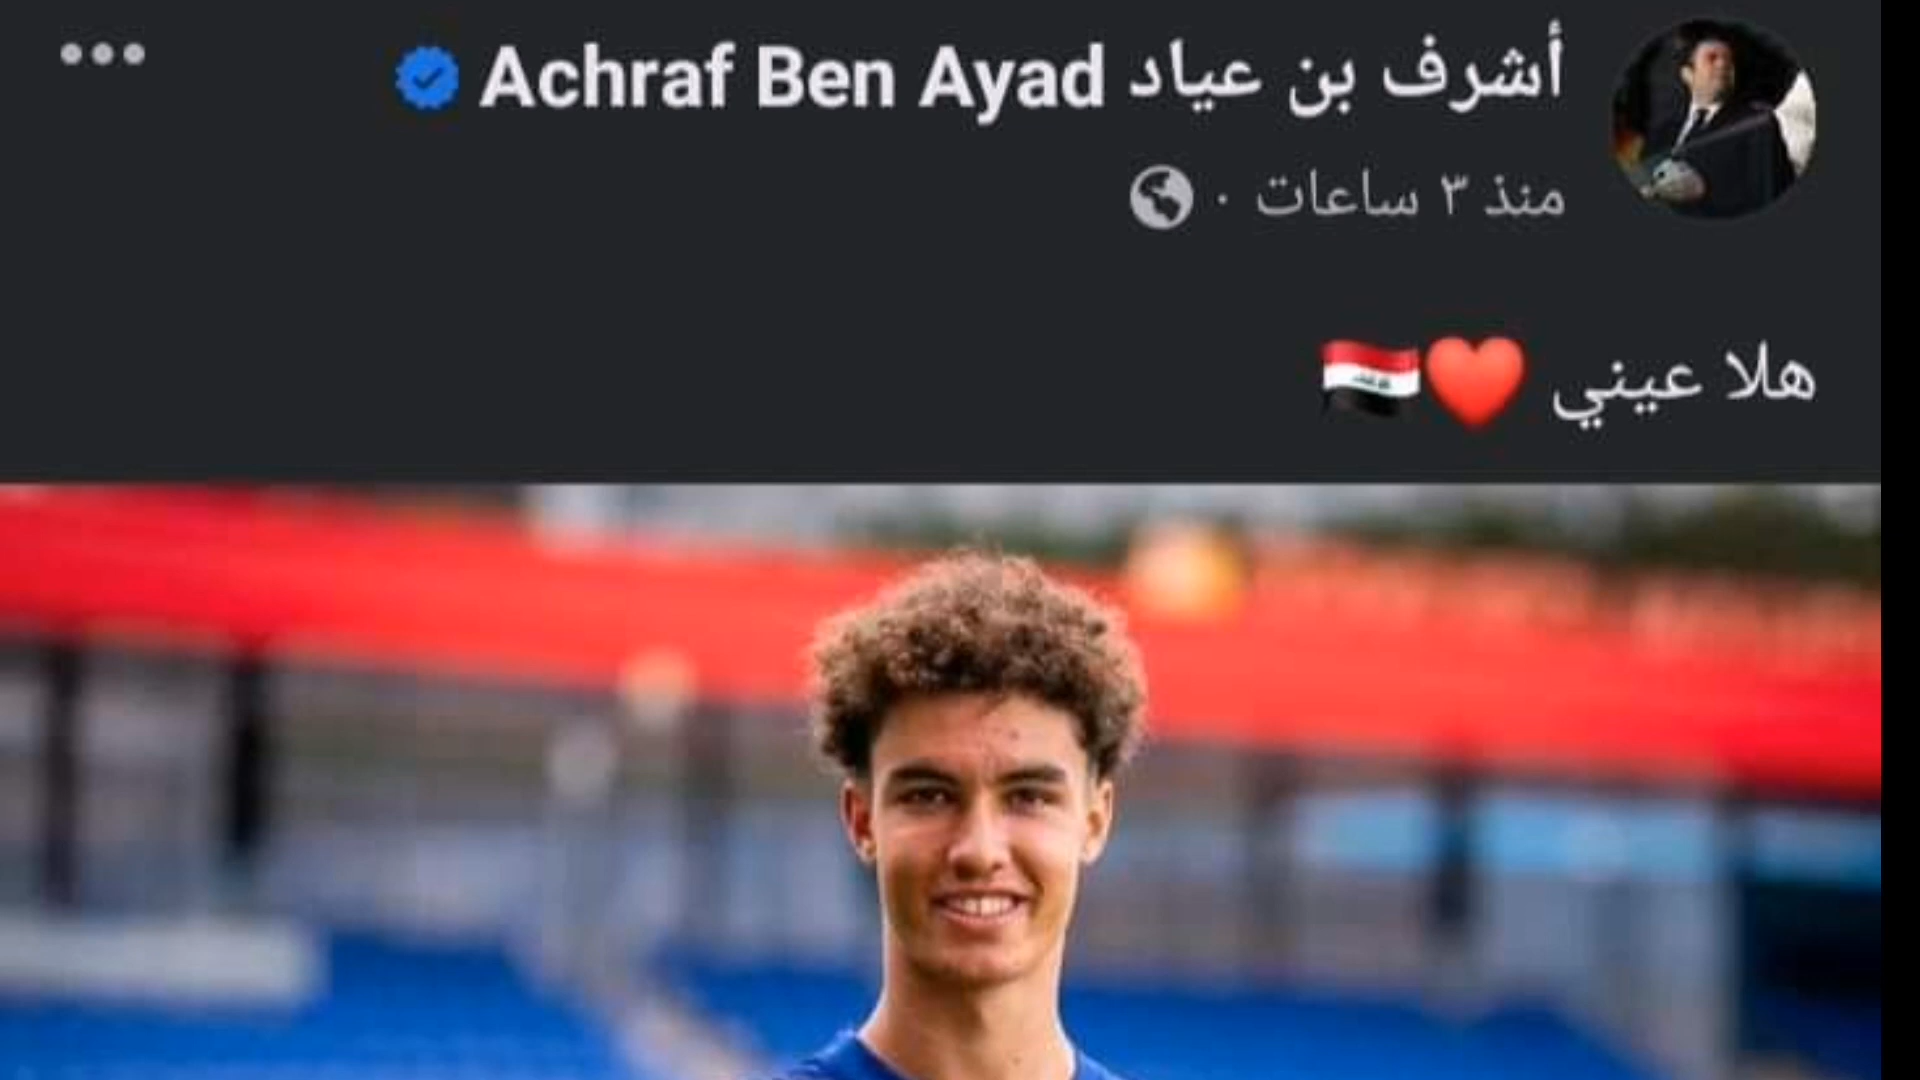 أشرف بن عياد Achraf Ben Ayad
منذ ٣ ساعات ·
هلا عيني ❤️🇮🇶